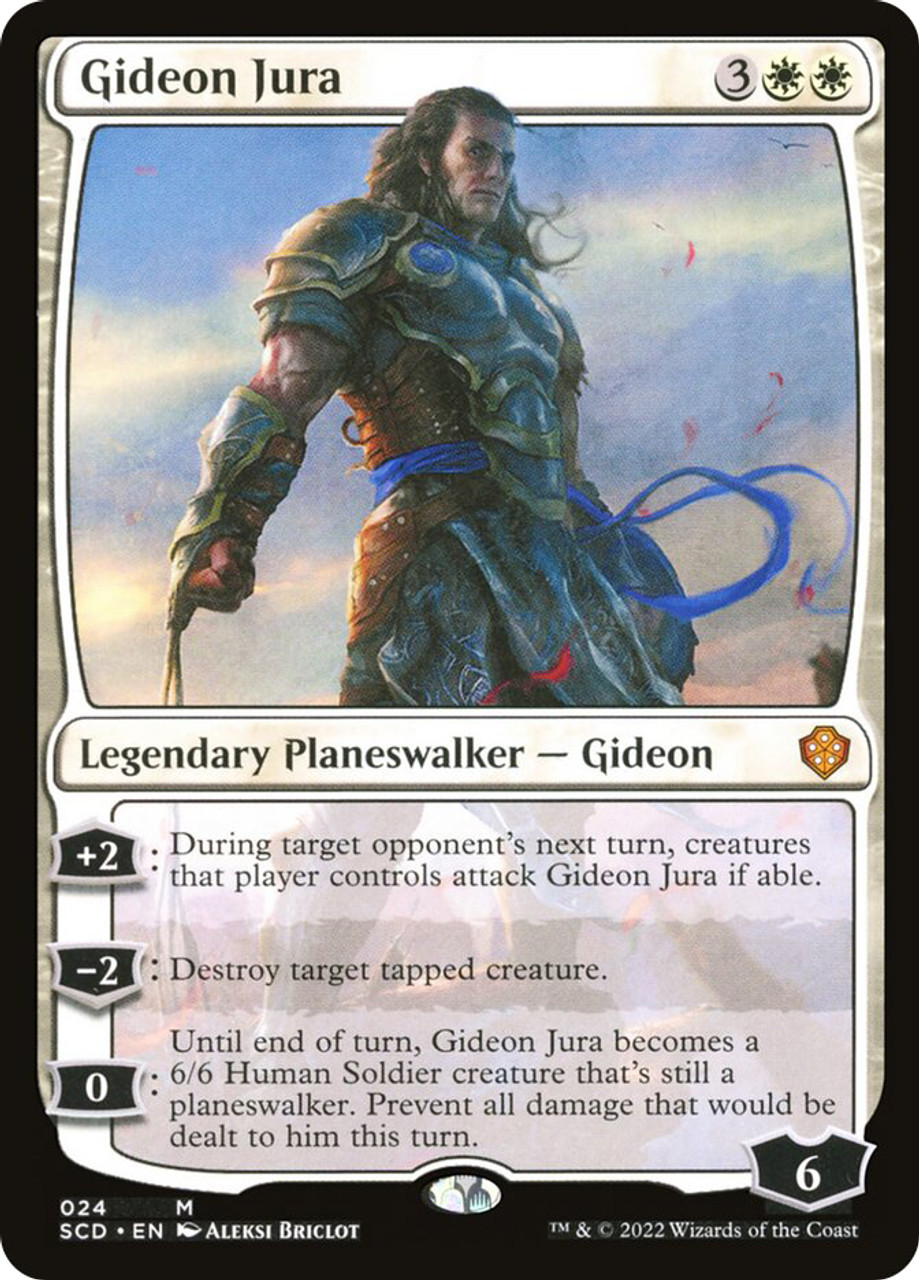 Gideon Jura 3
Legendary Planeswalker — Gideon
+2 : During target opponent's next turn, creatures
that player controls attack Gideon Jura if able.
−2 : Destroy target tapped creature.
Until end of turn, Gideon Jura becomes a
0 : 6/6 Human Soldier creature that's still a
planeswalker. Prevent all damage that would be
dealt to him this turn.
6
024 M
SCD • EN ALEKSI BRICLOT
™ & © 2022 Wizards of the Coast